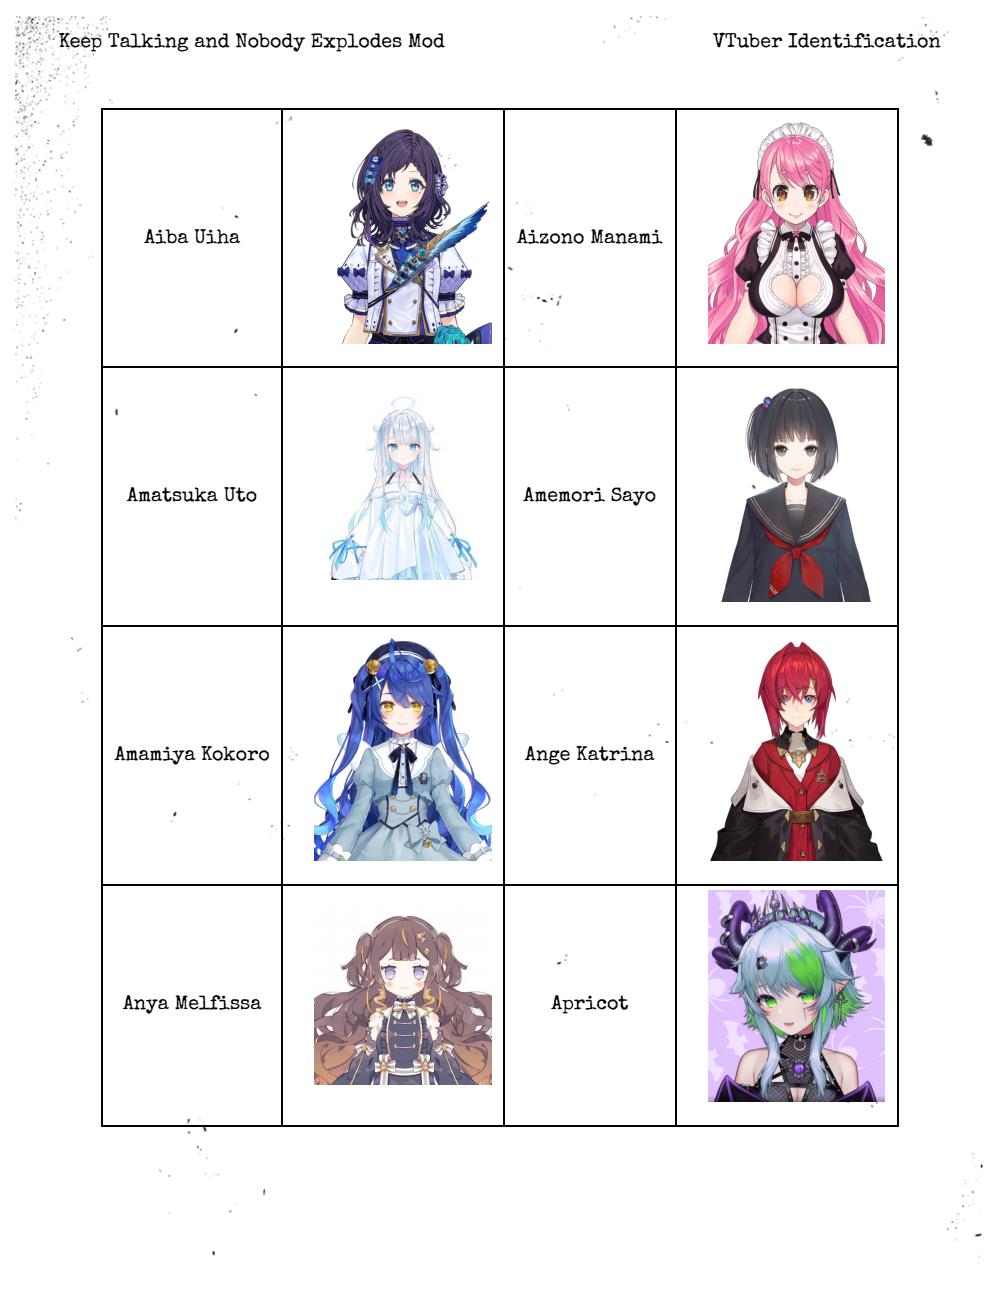 Keep Talking and Nobody Explodes Mod
VTuber Identification
Aiba Uiha
Aizono Manami
Amatsuka Uto
Amemori Sayo
Amamiya Kokoro
Ange Katrina
Anya Melfissa
Apricot